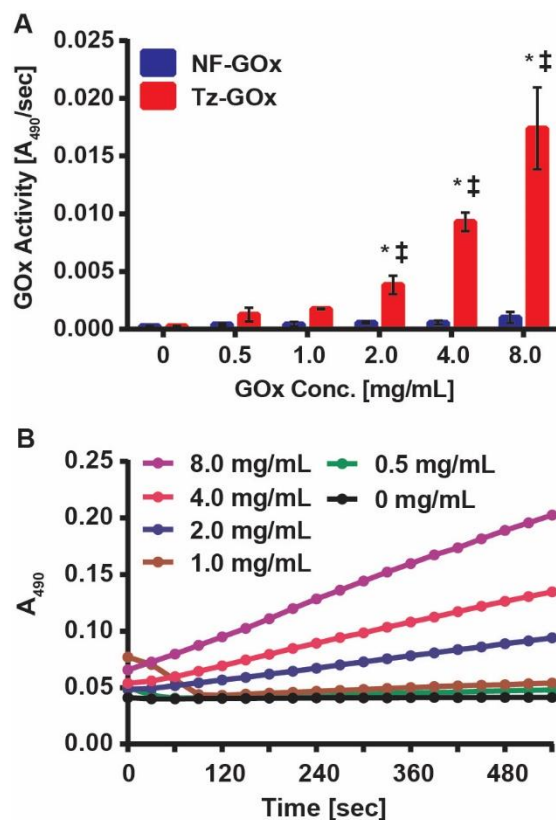 A
0.025
0.020
0.015
0.010
0.005
0.000
GOx Activity [A490/sec]
NF-GOx
Tz-GOx
*‡
*‡
*‡
0 0.5 1.0 2.0 4.0 8.0
GOx Conc. [mg/mL]
B
0.25
0.20
0.15
0.10
0.05
0.00
A490
8.0 mg/mL
4.0 mg/mL
2.0 mg/mL
1.0 mg/mL
0.5 mg/mL
0 mg/mL
0 120 240 360 480
Time [sec]